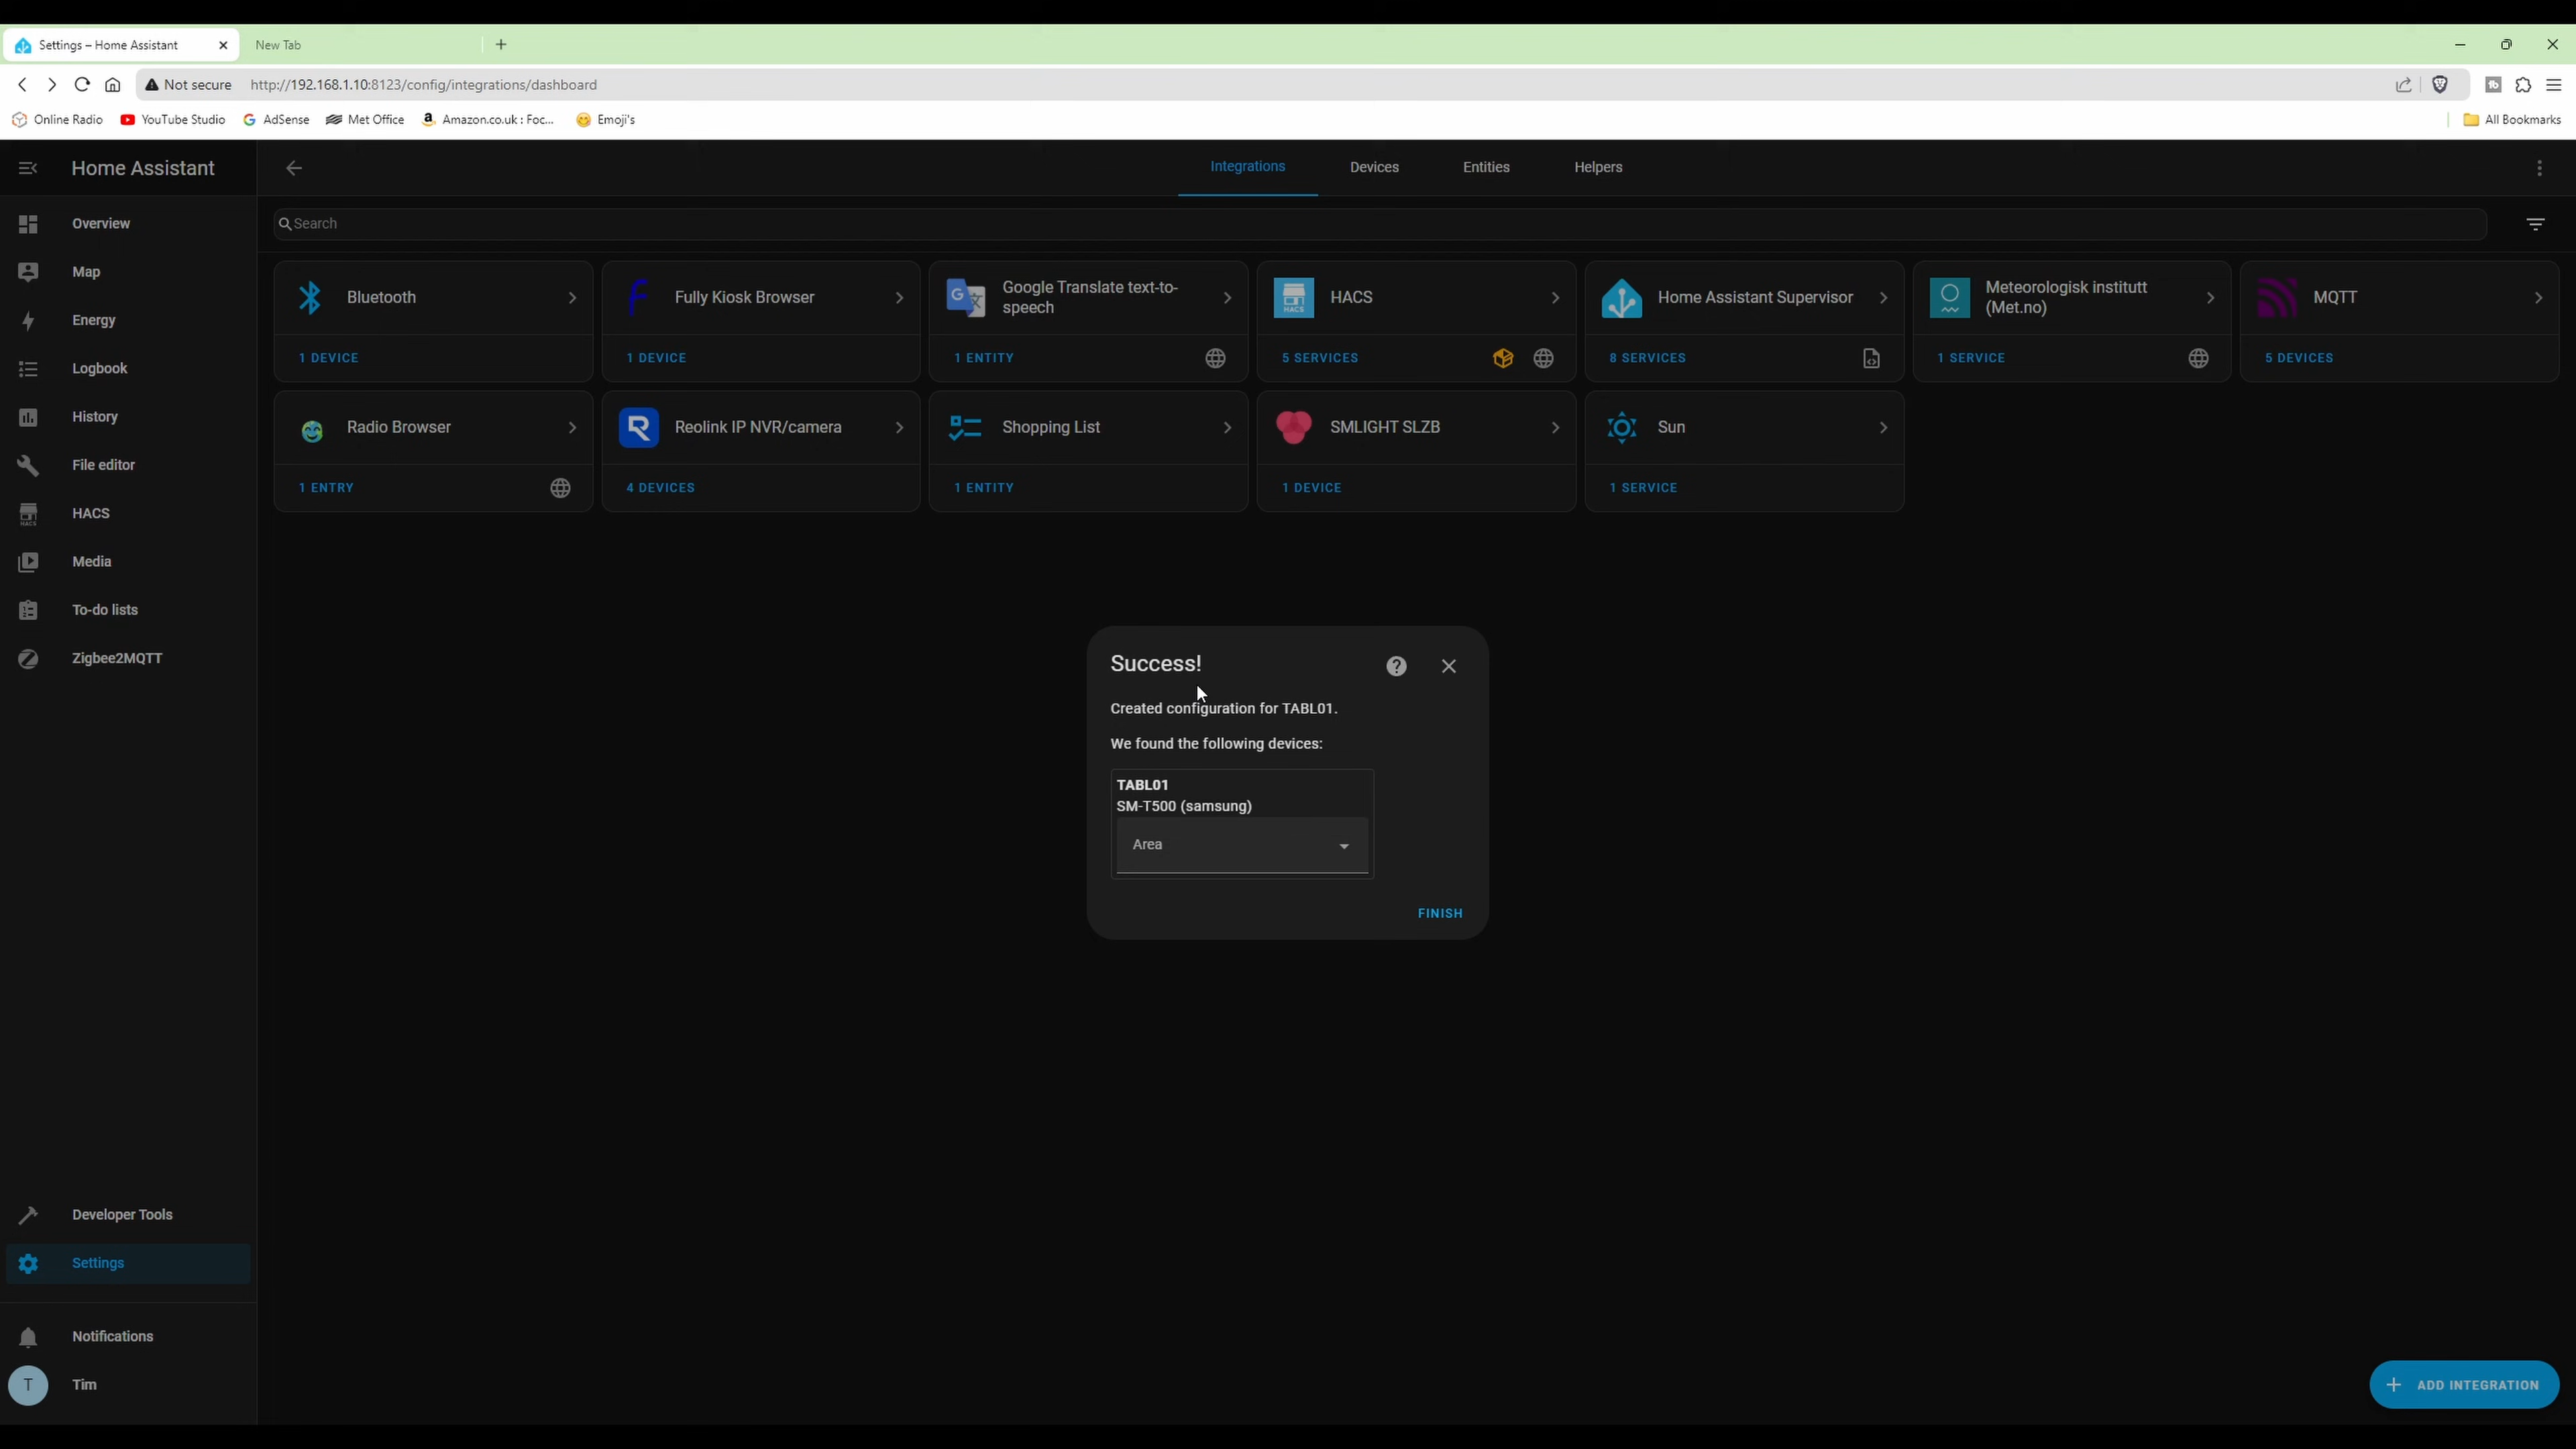 Settings – Home Assistant
New Tab
Not secure
http://192.168.1.10:8123/config/integrations/dashboard
Online Radio
YouTube Studio
AdSense
Met Office
Amazon.co.uk : Foc...
Emoji's
All Bookmarks
Home Assistant
Integrations
Devices
Entities
Helpers
Search
Overview
Map
Energy
Logbook
History
File editor
HACS
Media
To-do lists
Zigbee2MQTT
Developer Tools
Settings
Notifications
T
Tim
Bluetooth
1 DEVICE
Fully Kiosk Browser
1 DEVICE
Google Translate text-to-
speech
1 ENTITY
HACS
HACS
5 SERVICES
Home Assistant Supervisor
8 SERVICES
Meteorologisk institutt
(Met.no)
1 SERVICE
MQTT
5 DEVICES
Radio Browser
1 ENTRY
Reolink IP NVR/camera
4 DEVICES
Shopping List
1 ENTITY
SMLIGHT SLZB
1 DEVICE
Sun
1 SERVICE
Success!
Created configuration for TABL01.
We found the following devices:
TABL01
SM-T500 (samsung)
Area
FINISH
ADD INTEGRATION